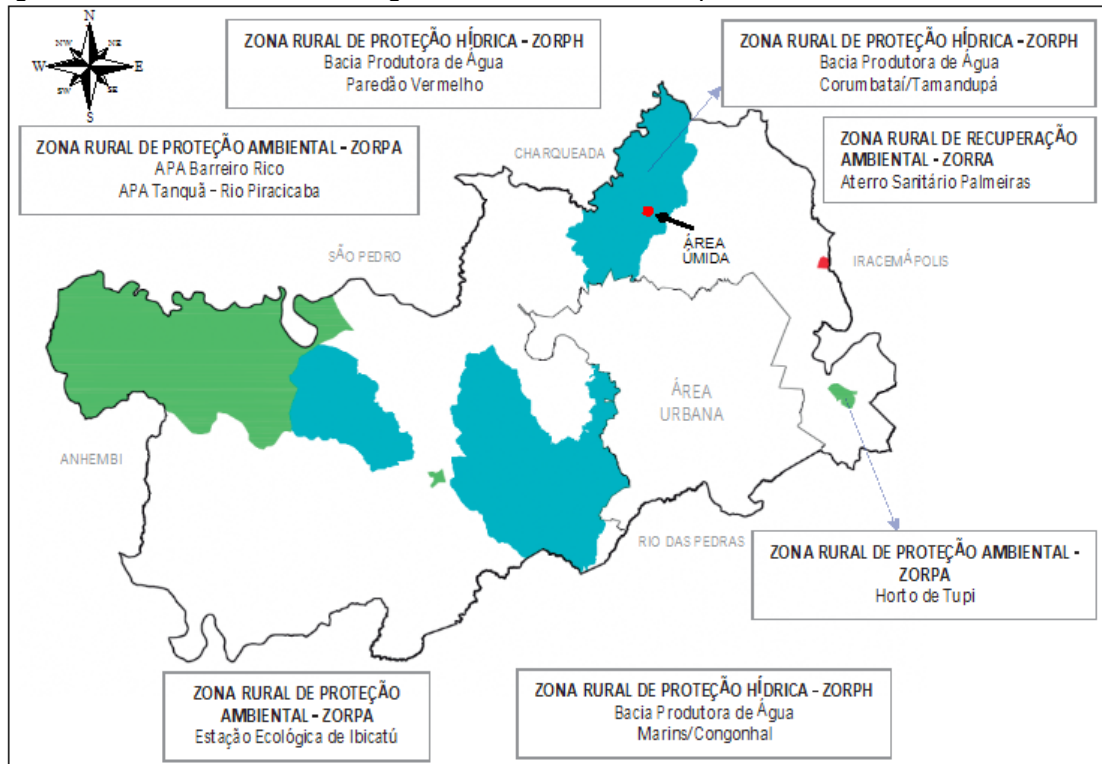 N
NW
NE
W
E
SW
SE
S
ZONA RURAL DE PROTEÇÃO HÍDRICA - ZORPH
Bacia Produtora de Água
Paredão Vermelho
ZONA RURAL DE PROTEÇÃO HÍDRICA - ZORPH
Bacia Produtora de Água
Corumbataí/Tamandupá
ZONA RURAL DE PROTEÇÃO AMBIENTAL - ZORPA
APA Barreiro Rico
APA Tanquã - Rio Piracicaba
CHARQUEADA
ZONA RURAL DE RECUPERAÇÃO
AMBIENTAL - ZORRA
Aterro Sanitário Palmeiras
ÁREA
ÚMIDA
SÃO PEDRO
IRACEMÁPOLIS
ÁREA
URBANA
ANHEMBI
RIO DAS PEDRAS
ZONA RURAL DE PROTEÇÃO AMBIENTAL -
ZORPA
Horto de Tupi
ZONA RURAL DE PROTEÇÃO
AMBIENTAL - ZORPA
Estação Ecológica de Ibicatú
ZONA RURAL DE PROTEÇÃO HÍDRICA - ZORPH
Bacia Produtora de Água
Marins/Congonhal